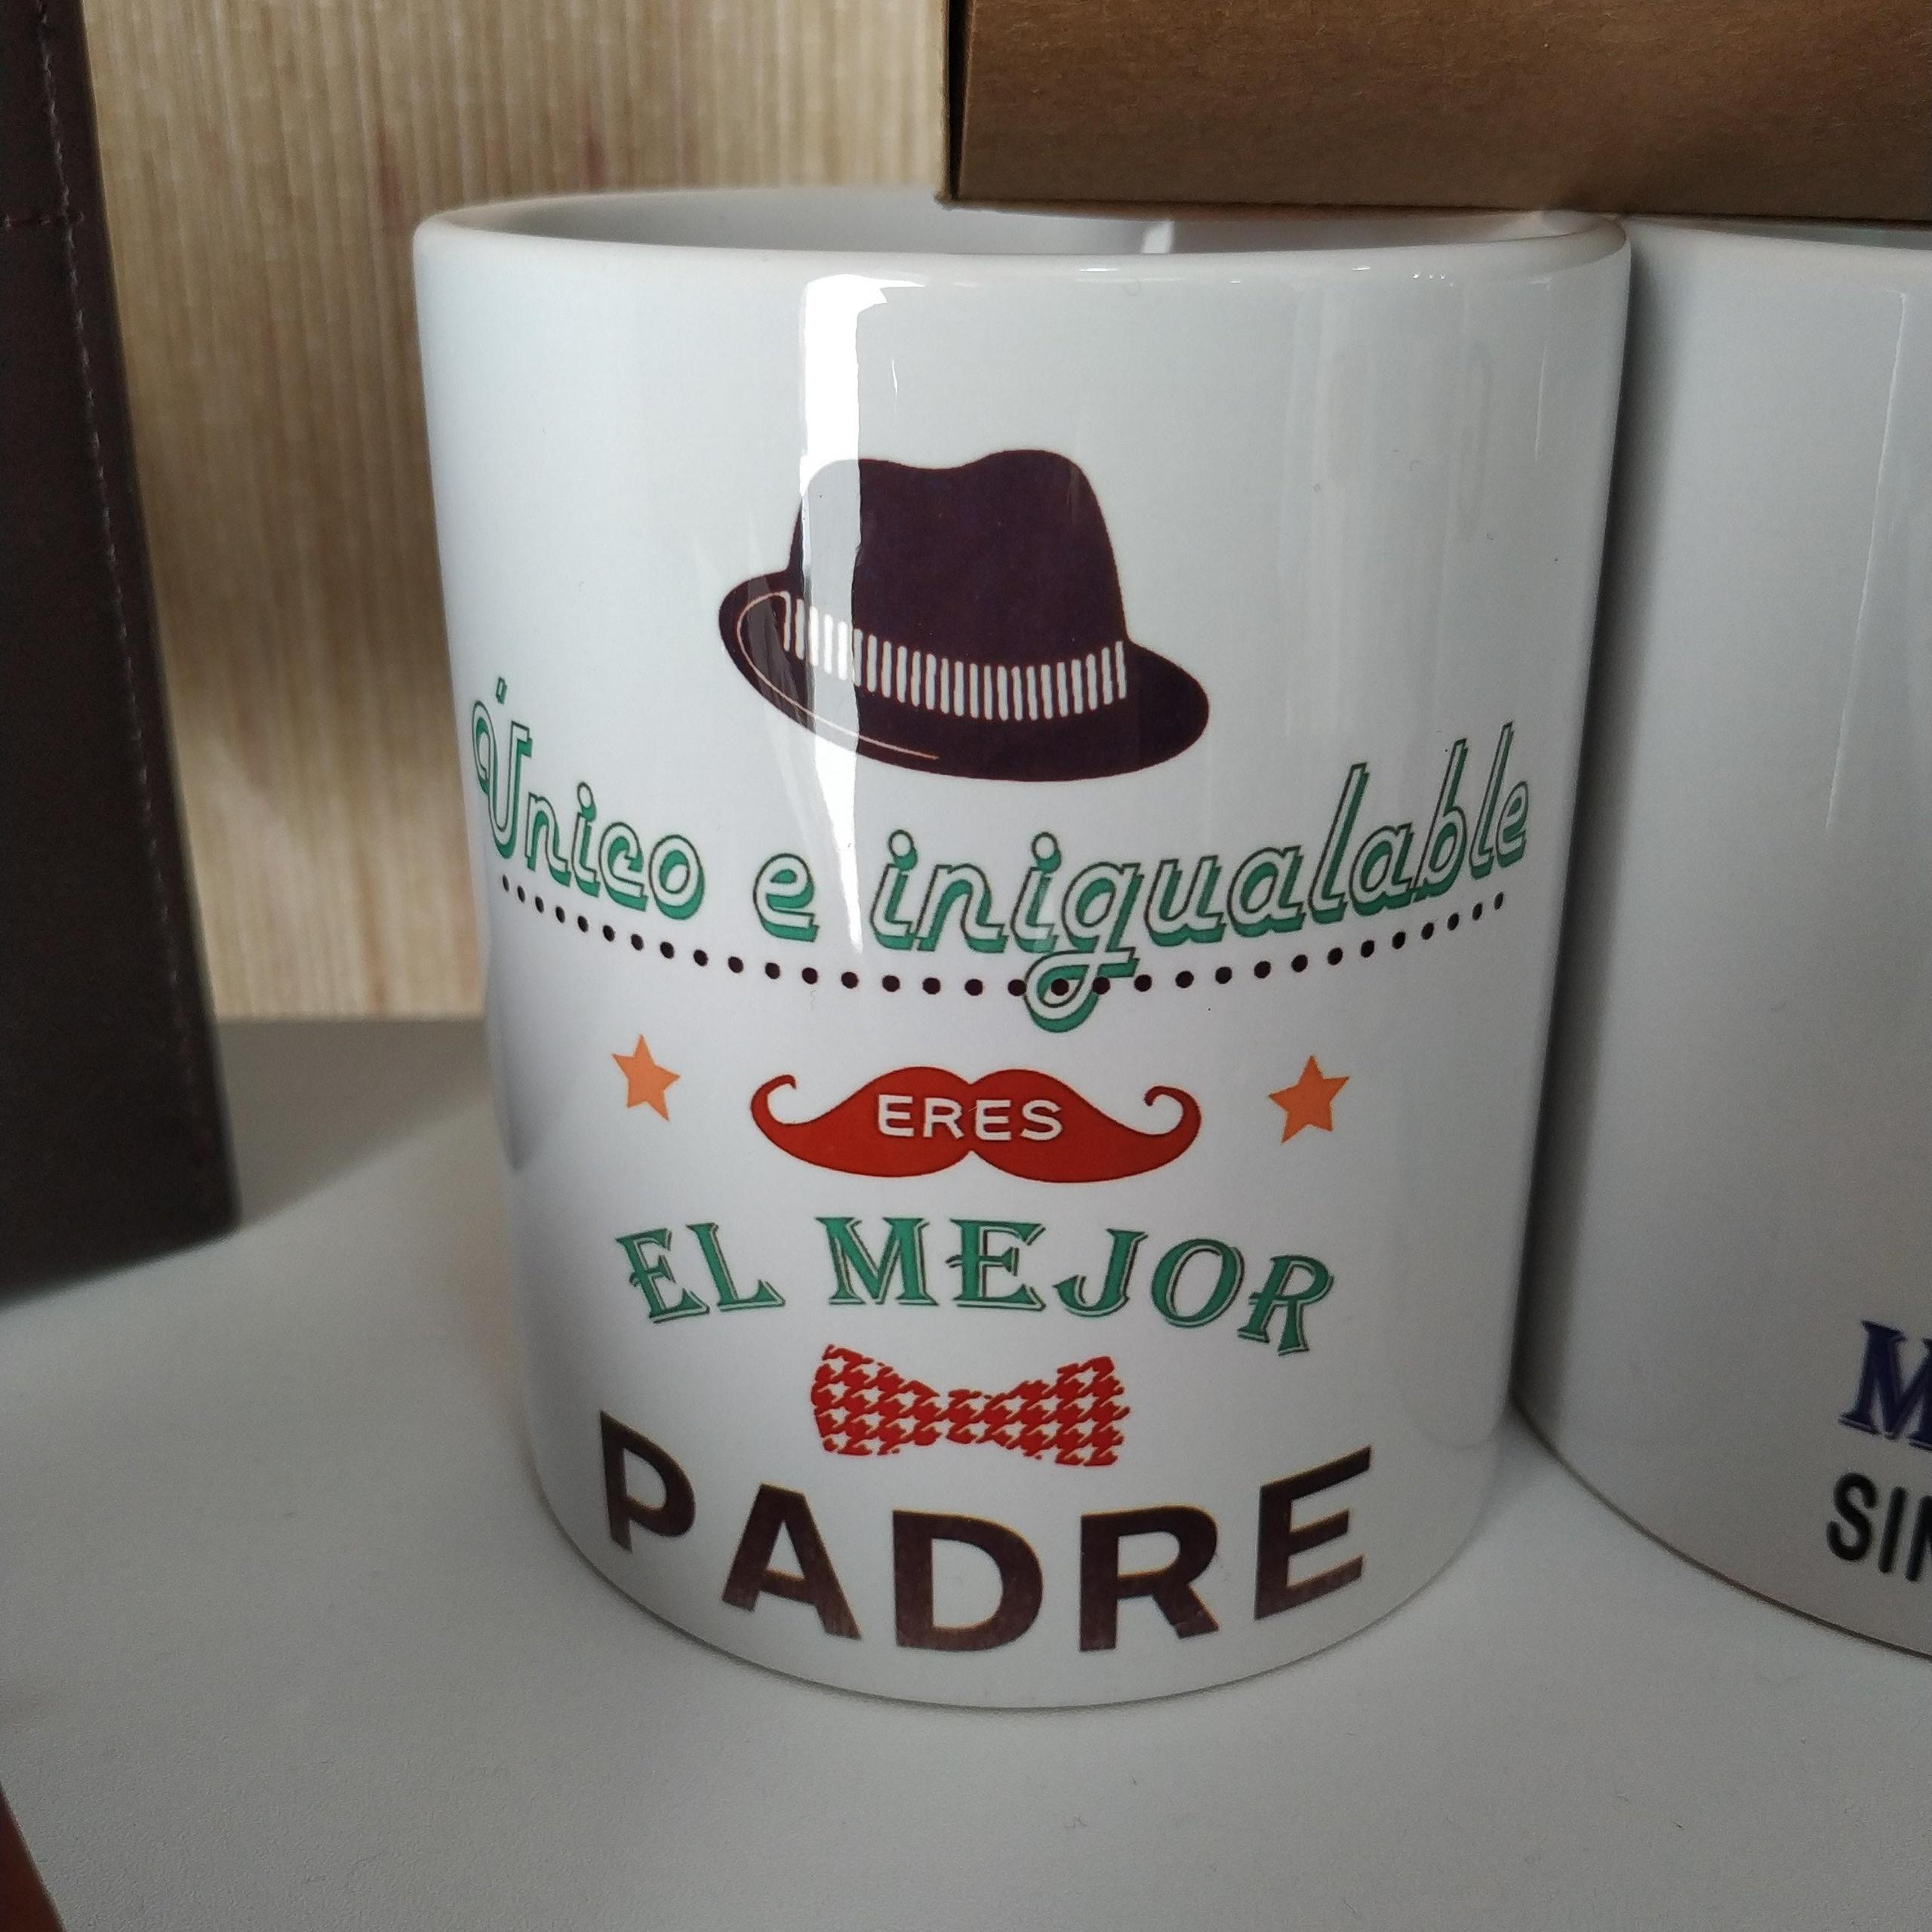 Único e inigualable
ERES
EL MEJOR
PADRE